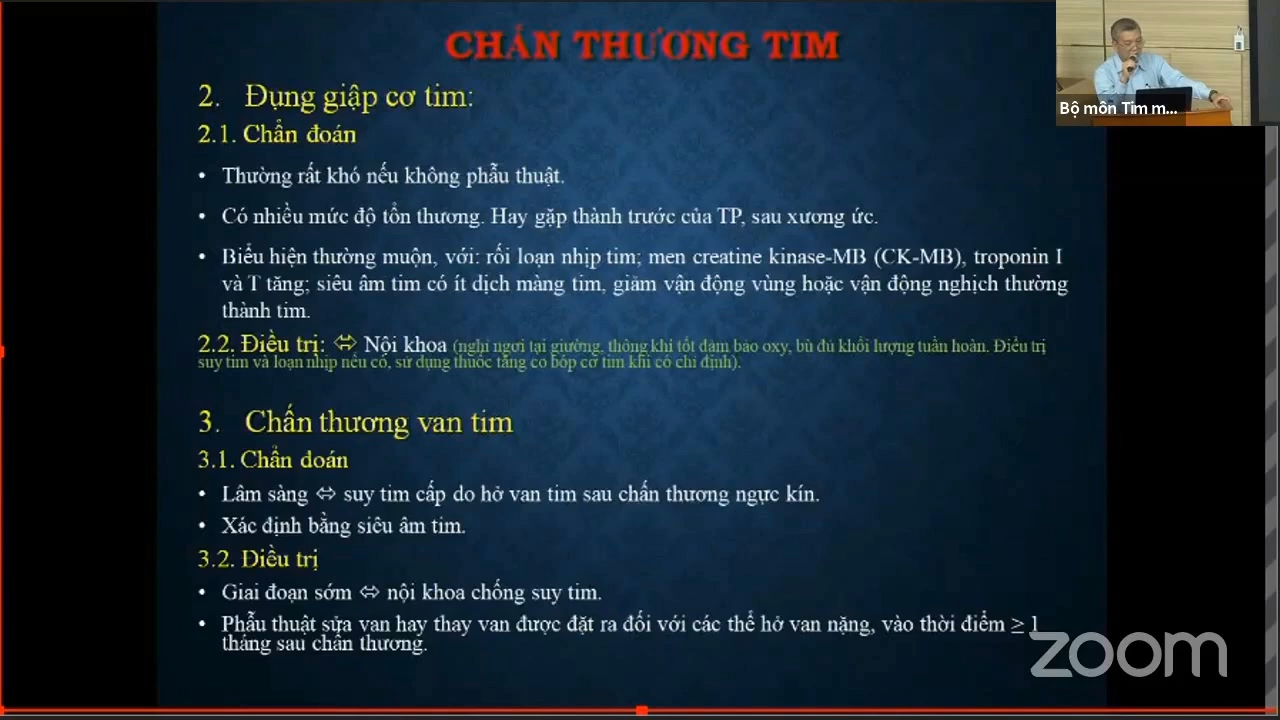 CHẤN THƯƠNG TIM
Bộ môn Tim m...
2. Đụng giập cơ tim:
2.1. Chẩn đoán
• Thường rất khó nếu không phẫu thuật.
• Có nhiều mức độ tổn thương. Hay gặp thành trước của TP, sau xương ức.
• Biểu hiện thường muộn, với: rối loạn nhịp tim; men creatine kinase-MB (CK-MB), troponin I
và T tăng; siêu âm tim có ít dịch màng tim, giãm vận động vùng hoặc vận động nghịch thường
thành tim.
2.2. Điều trị: ⇔ Nội khoa (nghỉ ngơi tại giường, thông khí tốt đảm bảo oxy, bù đủ khối lượng tuần hoàn. Điều trị
suy tim và loạn nhịp nếu có, sử dụng thuốc tăng co bóp cơ tim khi có chỉ định).
3. Chấn thương van tim
3.1. Chẩn đoán
• Lâm sàng ⇔ suy tim cấp do hở van tim sau chấn thương ngực kín.
• Xác định bằng siêu âm tim.
3.2. Điều trị
• Giai đoạn sớm ⇔ nội khoa chống suy tim.
• Phẫu thuật sửa van hay thay van được đặt ra đối với các thể hở van nặng, vào thời điểm ≥ 1
tháng sau chấn thương.
zoom